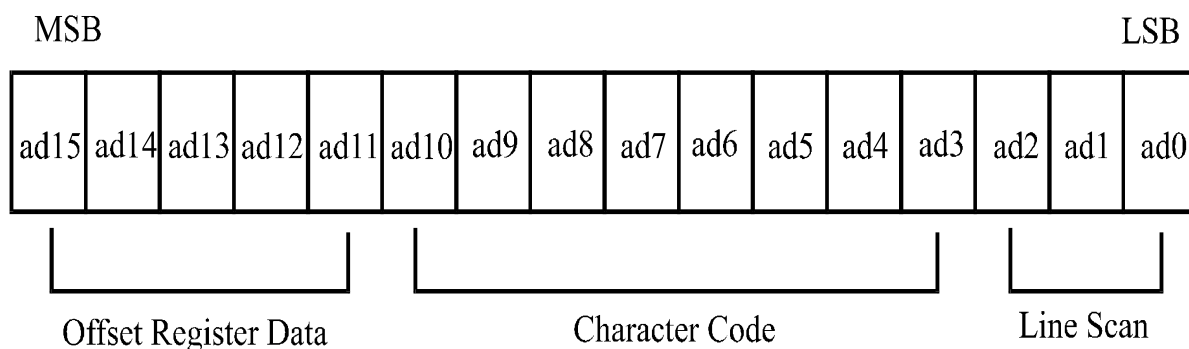 MSB LSB
ad15 ad14 ad13 ad12 ad11 ad10 ad9 ad8 ad7 ad6 ad5 ad4 ad3 ad2 ad1 ad0
Offset Register Data Character Code Line Scan